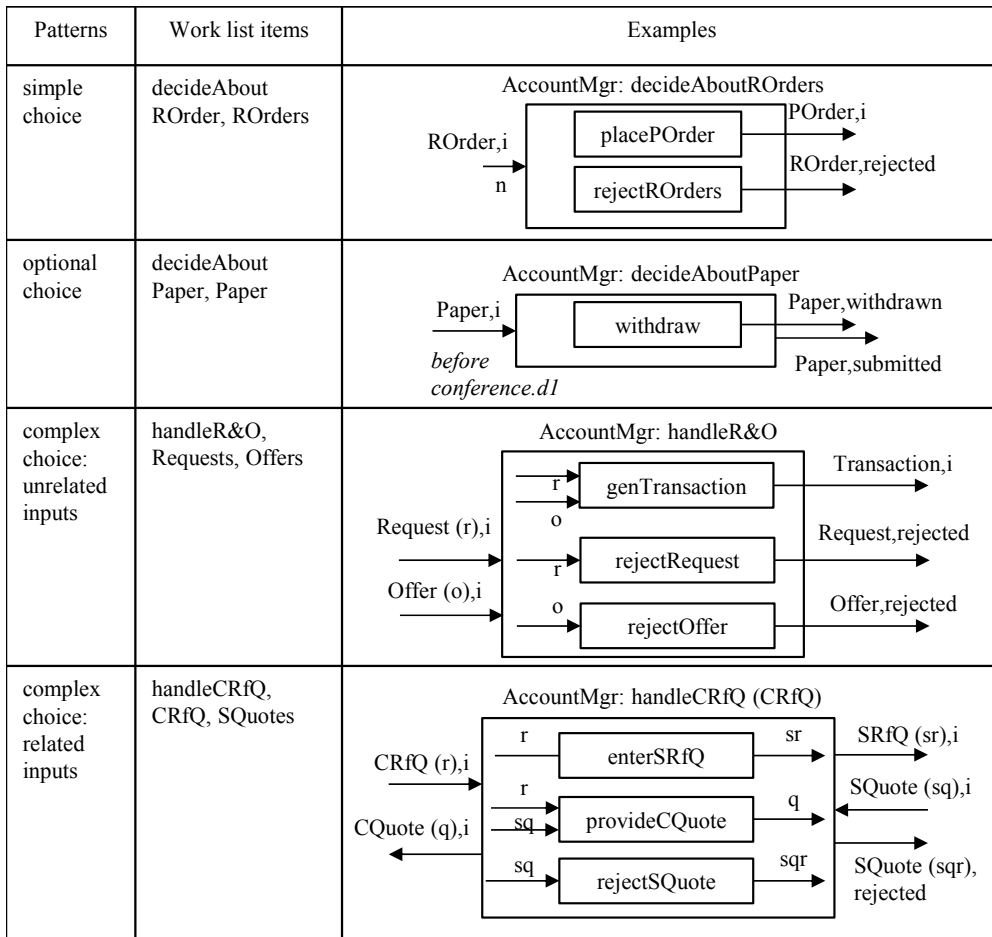 Patterns
Work list items
Examples
simple
choice
decideAbout
ROrder, ROrders
AccountMgr: decideAboutROrders
ROrder,i
n
placePOrder
POrder,i
rejectROrders
ROrder,rejected
optional
choice
decideAbout
Paper, Paper
AccountMgr: decideAboutPaper
Paper,i
before
conference.d1
withdraw
Paper,withdrawn
Paper,submitted
complex
choice:
unrelated
inputs
handleR&O,
Requests, Offers
AccountMgr: handleR&O
Request (r),i
Offer (o),i
r
o
genTransaction
Transaction,i
r
rejectRequest
Request,rejected
o
rejectOffer
Offer,rejected
complex
choice:
related
inputs
handleCRfQ,
CRfQ, SQuotes
AccountMgr: handleCRfQ (CRfQ)
CRfQ (r),i
CQuote (q),i
r
enterSRfQ
sr
SRfQ (sr),i
r
sq
provideCQuote
q
SQuote (sq),i
sq
rejectSQuote
sqr
SQuote (sqr),
rejected